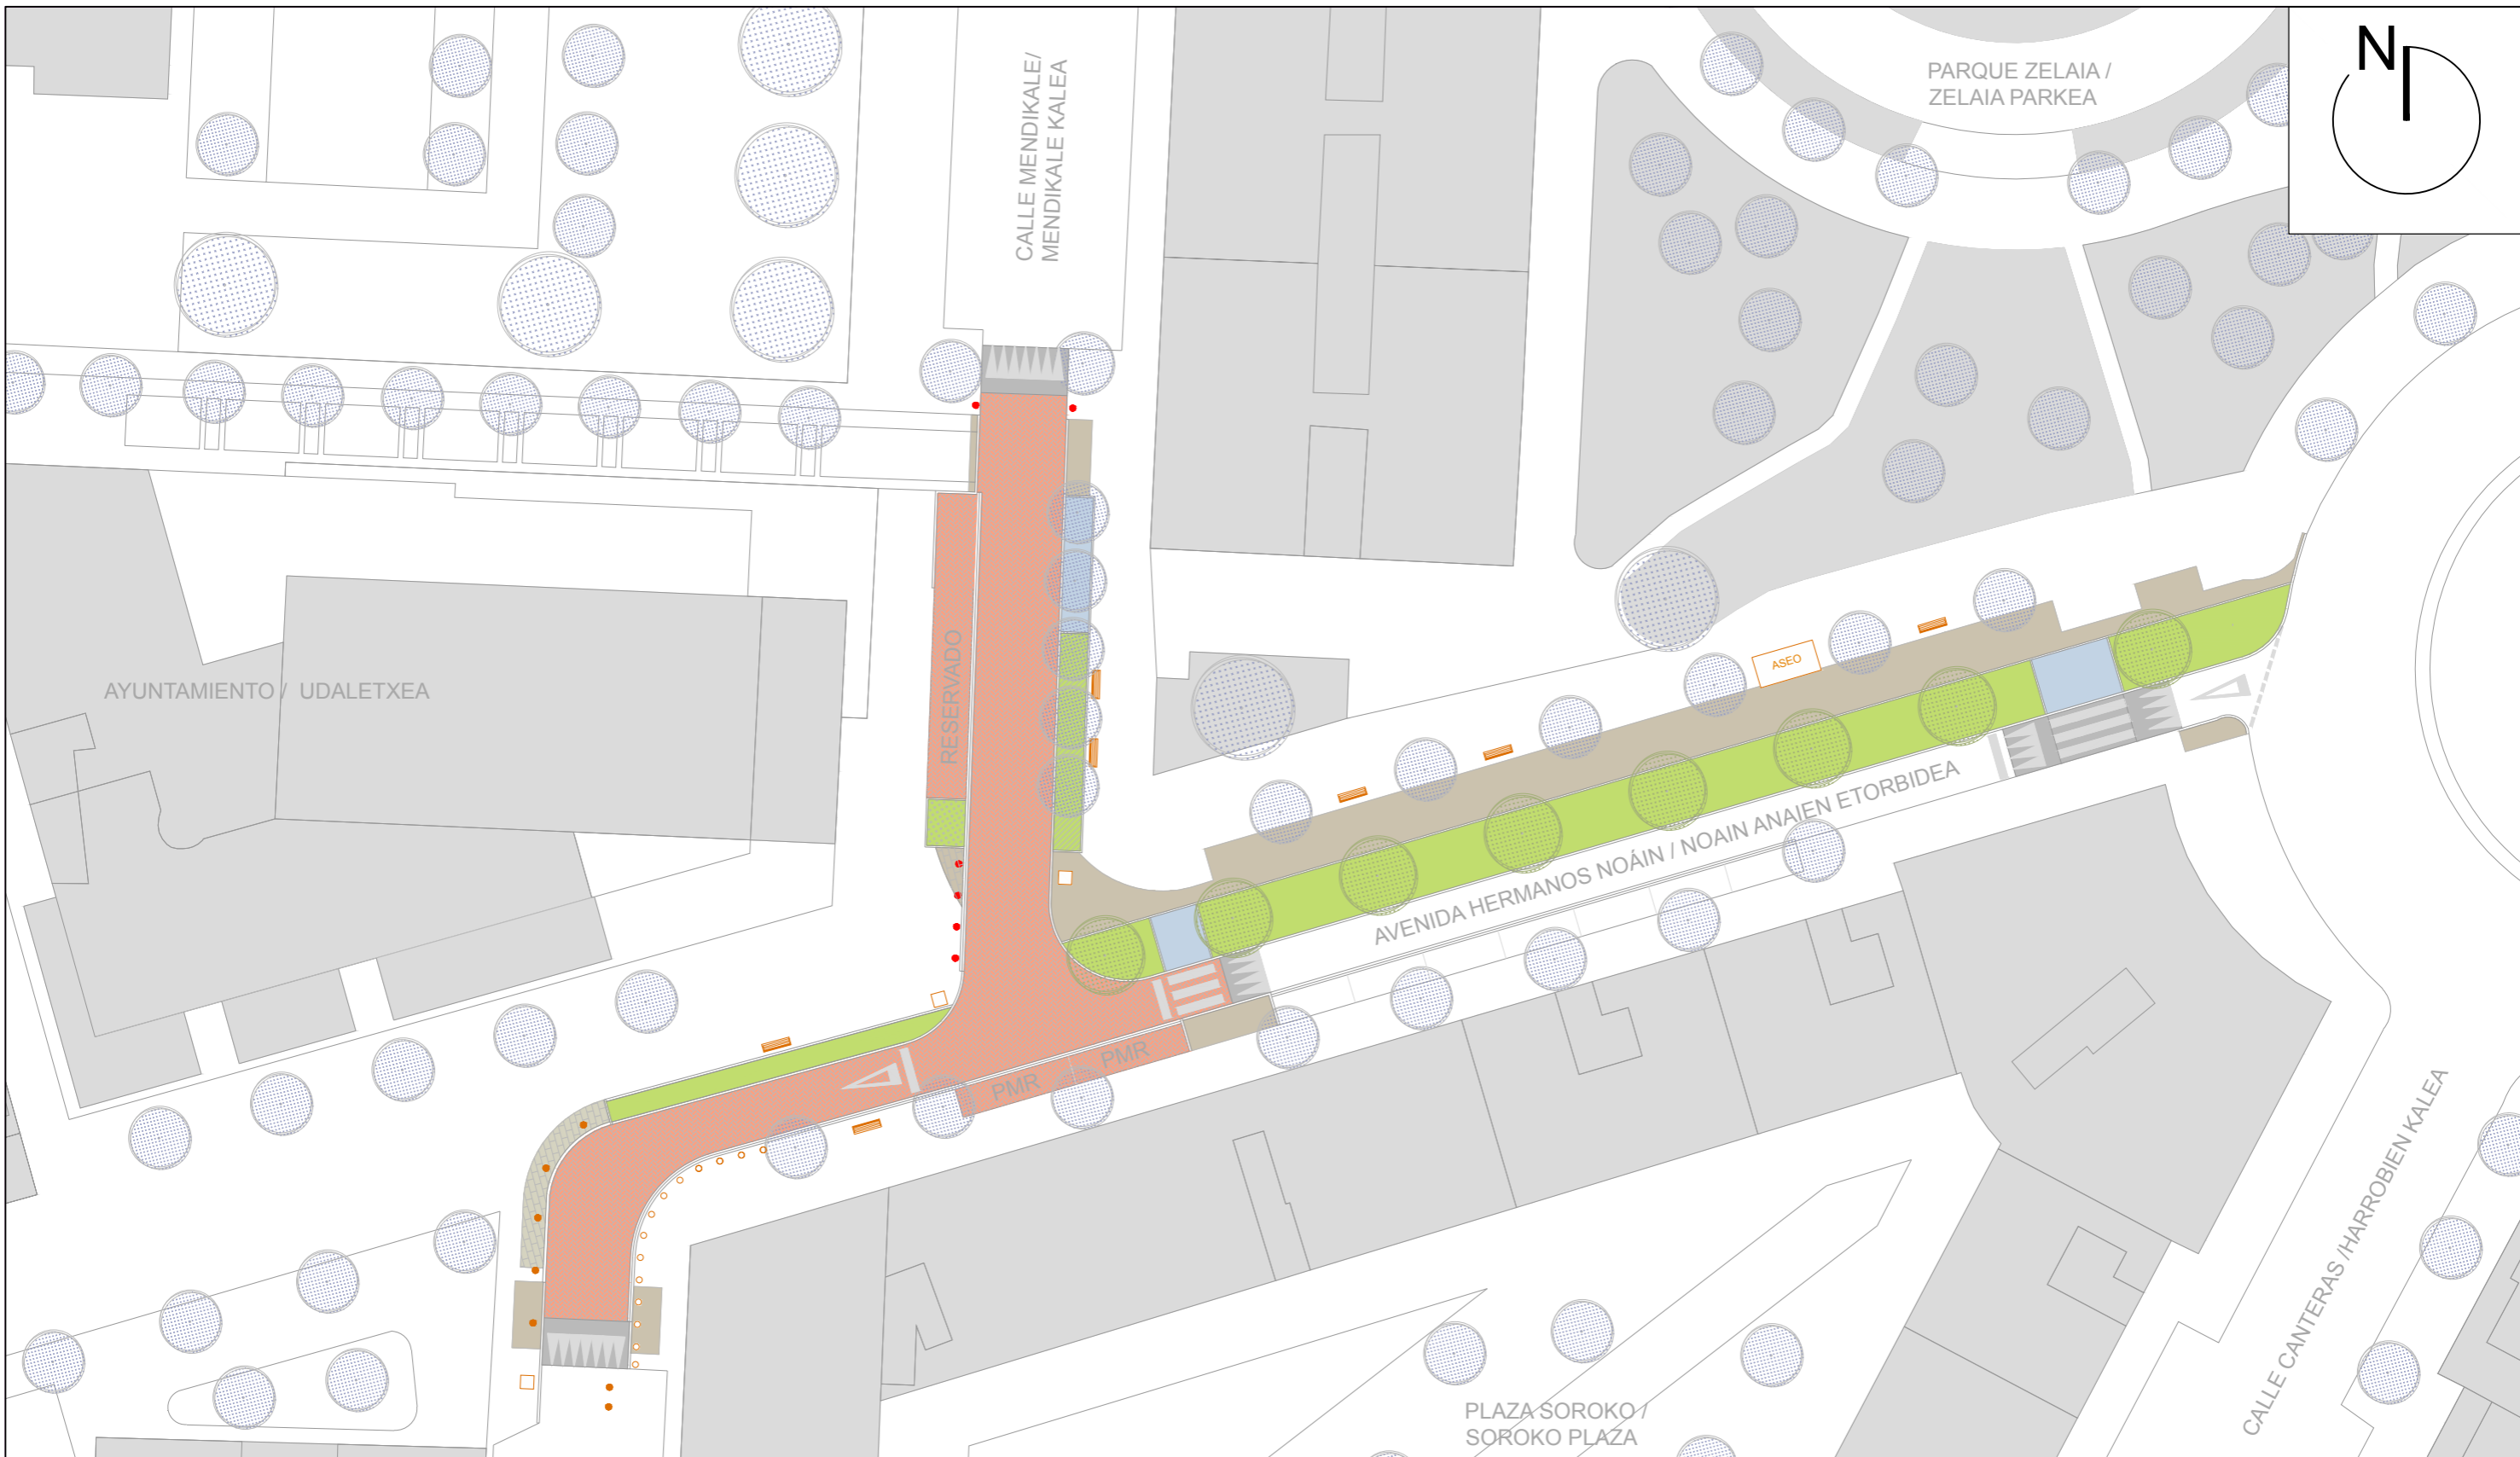 N
PARQUE ZELAIA /
ZELAIA PARKEA
CALLE MENDIKALE/
MENDIKALE KALEA
ASEO
RESERVADO
AYUNTAMIENTO / UDALETXEA
AVENIDA HERMANOS NOÁIN / NOAIN ANAIEN ETORBIDEA
PMR
PMR
CALLE CANTERAS /HARROBIEN KALEA
PLAZA SOROKO /
SOROKO PLAZA